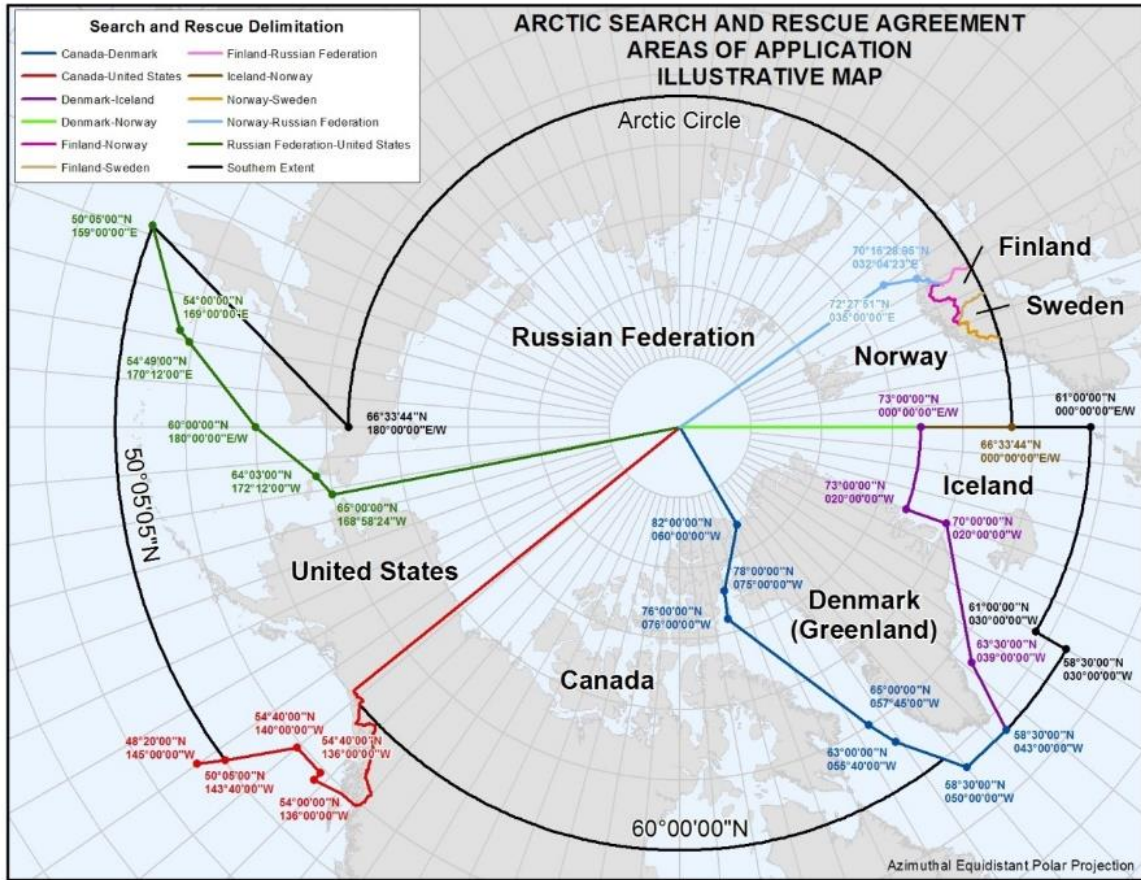 Search and Rescue Delimitation
Canada-Denmark
Canada-United States
Denmark-Iceland
Denmark-Norway
Finland-Norway
Finland-Sweden
Finland-Russian Federation
Iceland-Norway
Norway-Sweden
Norway-Russian Federation
Russian Federation-United States
Southern Extent
ARCTIC SEARCH AND RESCUE AGREEMENT
AREAS OF APPLICATION
ILLUSTRATIVE MAP
Arctic Circle
50°05'00"N
159°00'00"E
54°00'00"N
169°00'00"E
54°49'00"N
170°12'00"E
60°00'00"N
180°00'00"E/W
64°03'00"N
172°12'00"W
65°00'00"N
168°58'24"W
66°33'44"N
180°00'00"E/W
50°05'05"N
Russian Federation
70°16'28.95"N
032°04'23"E
72°27'51"N
035°00'00"E
Finland
Sweden
Norway
73°00'00"N
000°00'00"E/W
61°00'00"N
000°00'00"E/W
66°33'44"N
000°00'00"E/W
73°00'00"N
020°00'00"W
Iceland
70°00'00"N
020°00'00"W
United States
82°00'00"N
060°00'00"W
78°00'00"N
075°00'00"W
76°00'00"N
076°00'00"W
Denmark
(Greenland)
61°00'00"N
030°00'00"W
63°30'00"N
039°00'00"W
58°30'00"N
030°00'00"W
Canada
65°00'00"N
057°45'00"W
63°00'00"N
055°40'00"W
58°30'00"N
043°00'00"W
58°30'00"N
050°00'00"W
48°20'00"N
145°00'00"W
50°05'00"N
143°40'00"W
54°40'00"N
140°00'00"W
54°40'00"N
136°00'00"W
54°00'00"N
136°00'00"W
60°00'00"N
Azimuthal Equidistant Polar Projection